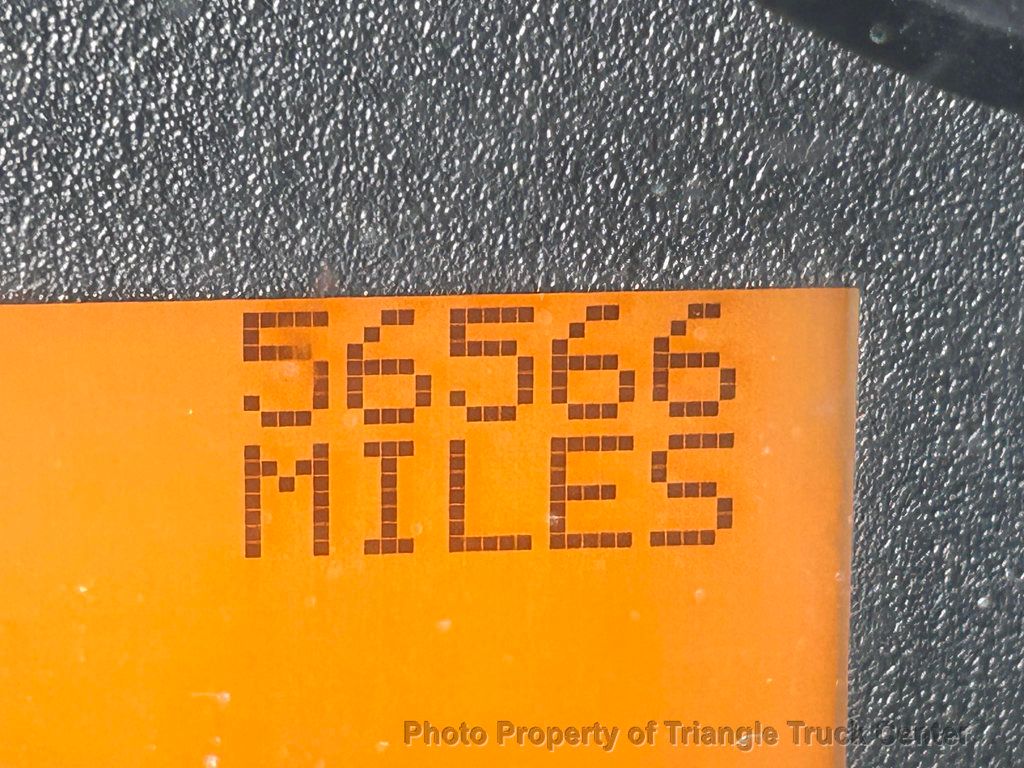 56566
MILES
Photo Property of Triangle Truck Center.